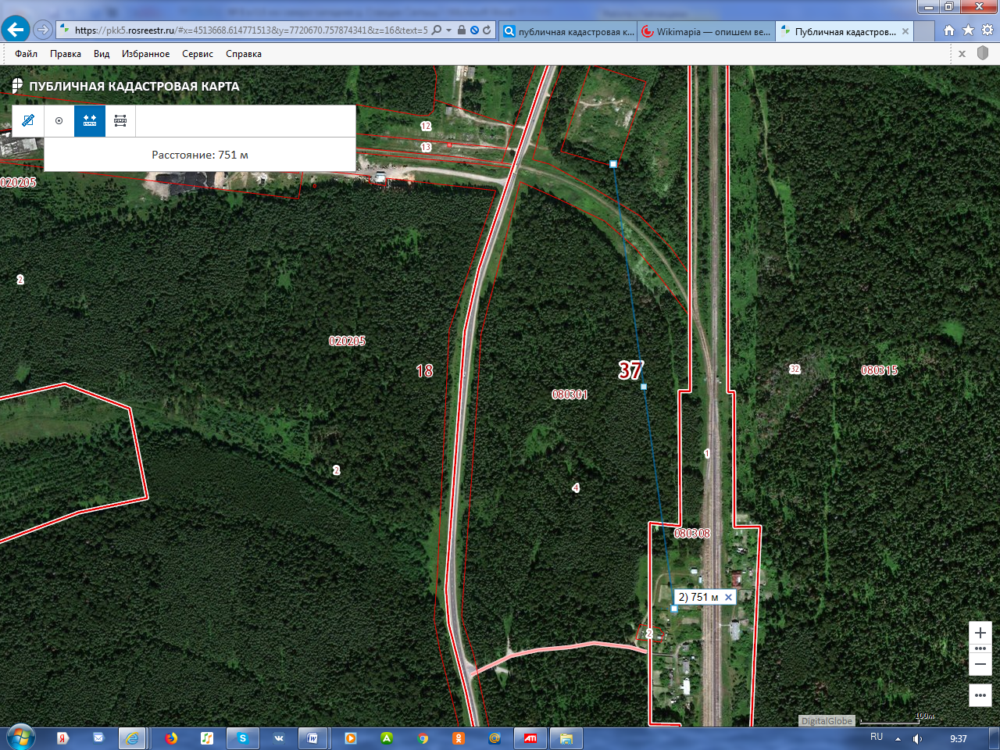 https://pkk5.rosreestr.ru/#x=4513668.614771513&y=7720670.757874341&z=16&text=5
публичная кадастровая к...
Wikimapia — опишем ве...
Публичная кадастров...
Файл Правка Вид Избранное Сервис Справка
ПУБЛИЧНАЯ КАДАСТРОВАЯ КАРТА
Расстояние: 751 м
12
13
020205
2
020205
18
37
080301
32
080315
1
2
4
080308
2) 751 м
2
DigitalGlobe
100м
RU
9:37